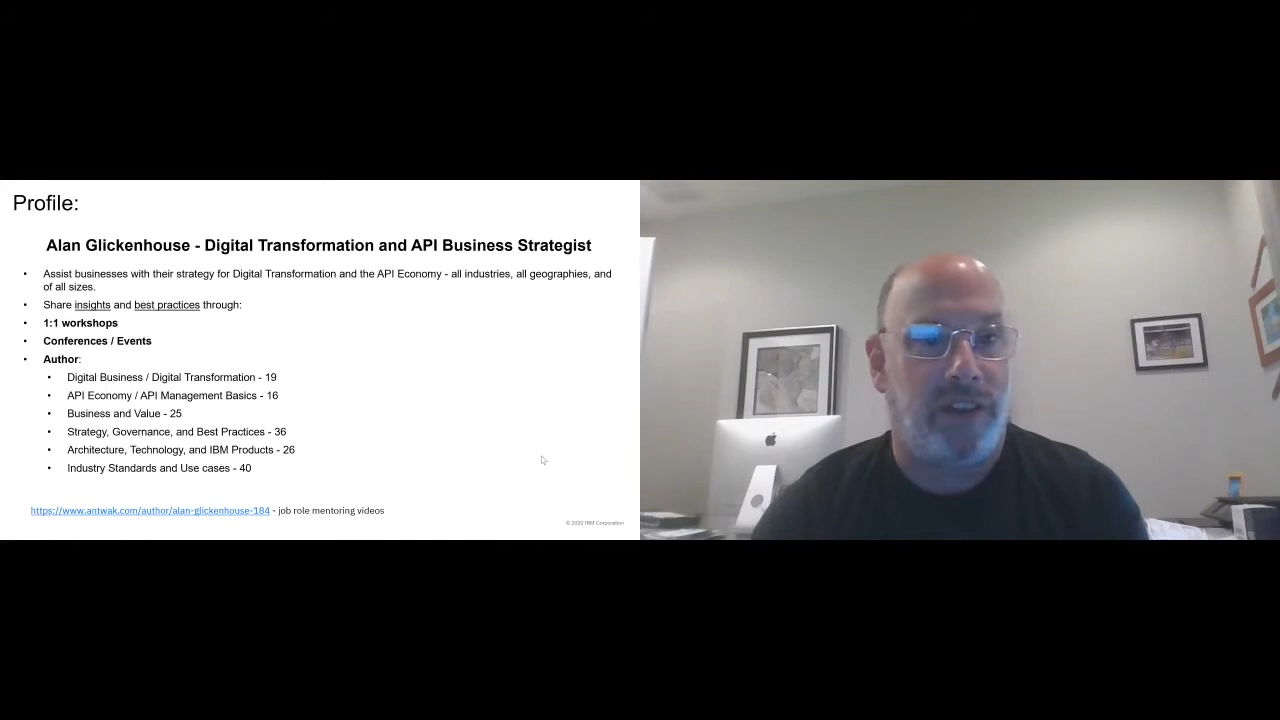 Profile:
Alan Glickenhouse - Digital Transformation and API Business Strategist
• Assist businesses with their strategy for Digital Transformation and the API Economy - all industries, all geographies, and
of all sizes.
• Share insights and best practices through:
• 1:1 workshops
• Conferences / Events
• Author:
• Digital Business / Digital Transformation - 19
• API Economy / API Management Basics - 16
• Business and Value - 25
• Strategy, Governance, and Best Practices - 36
• Architecture, Technology, and IBM Products - 26
• Industry Standards and Use cases - 40
https://www.antwak.com/author/alan-glickenhouse-184 - job role mentoring videos
© 2020 IBM Corporation